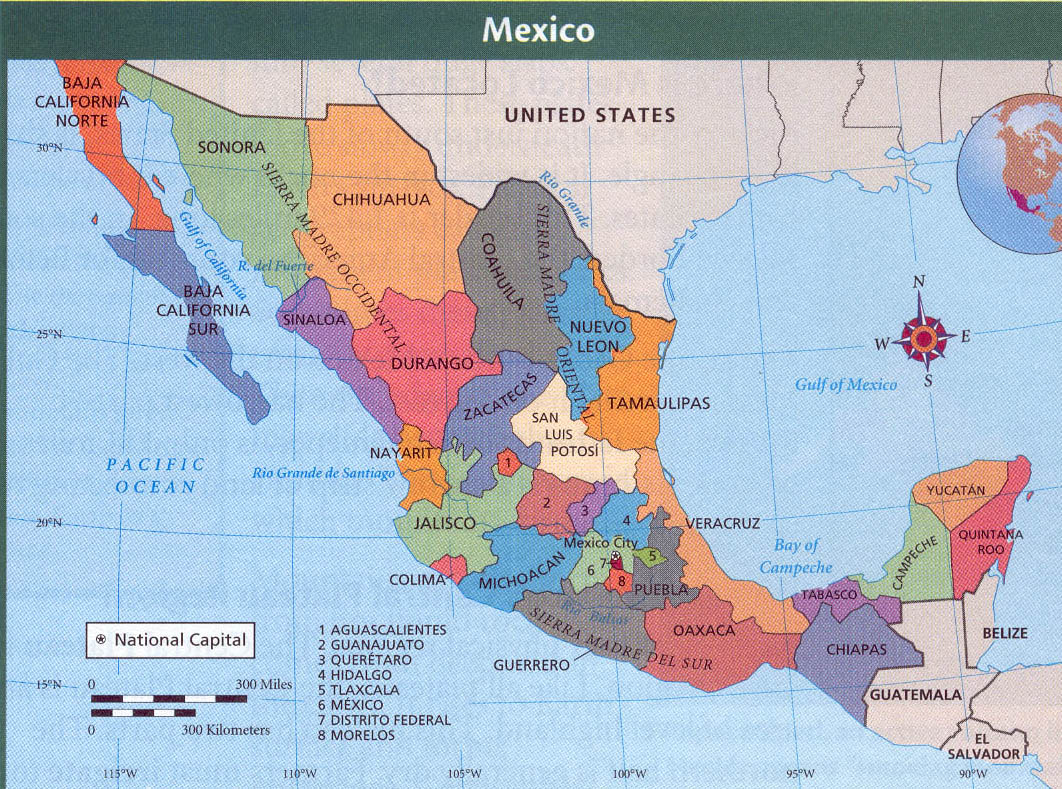 Mexico
BAJA
CALIFORNIA
NORTE
UNITED STATES
30°N
SONORA
SIERRA MADRE OCCIDENTAL
CHIHUAHUA
Rio Grande
Gulf of California
R. del Fuerte
COAHUILA
SIERRA MADRE ORIENTAL
BAJA
CALIFORNIA
SUR
SINALOA
NUEVO
LEON
25°N
DURANGO
N
W
E
S
Gulf of Mexico
ZACATECAS
TAMAULIPAS
SAN
LUIS
POTOSÍ
NAYARIT
PACIFIC
OCEAN
Rio Grande de Santiago
1
2
3
4
YUCATÁN
20°N
JALISCO
VERACRUZ
QUINTANA
ROO
CAMPECHE
Mexico City
Bay of
Campeche
5
6
7
8
COLIMA
MICHOACAN
PUEBLA
TABASCO
Rio Balsas
SIERRA MADRE DEL SUR
OAXACA
GUERRERO
CHIAPAS
BELIZE
GUATEMALA
EL
SALVADOR
National Capital
0 300 Miles
0 300 Kilometers
1 AGUASCALIENTES
2 GUANAJUATO
3 QUERÉTARO
4 HIDALGO
5 TLAXCALA
6 MÉXICO
7 DISTRITO FEDERAL
8 MORELOS
15°N
115°W 110°W 105°W 100°W 95°W 90°W